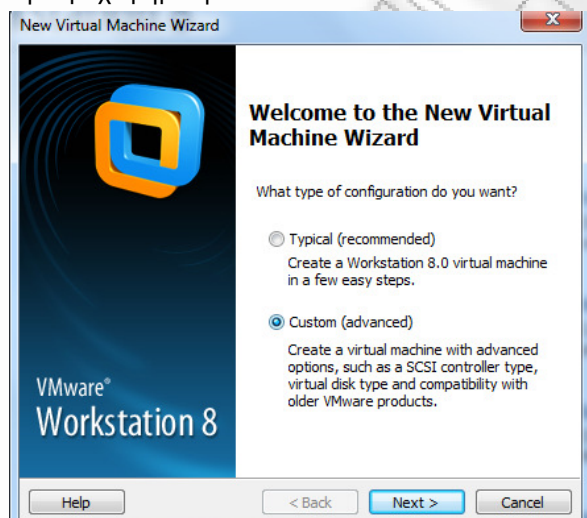 New Virtual Machine Wizard
Welcome to the New Virtual
Machine Wizard
What type of configuration do you want?
Typical (recommended)
Create a Workstation 8.0 virtual machine
in a few easy steps.
Custom (advanced)
Create a virtual machine with advanced
options, such as a SCSI controller type,
virtual disk type and compatibility with
older VMware products.
VMware®
Workstation 8
Help
< Back
Next >
Cancel